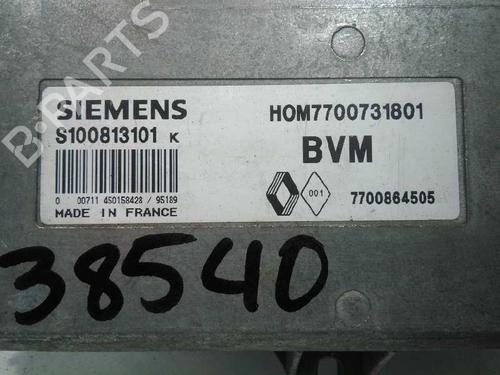 B-PARTS
SIEMENS
S100813101 K
0 00711 450158428 / 95189
MADE IN FRANCE
HOM7700731801
BVM
001
7700864505
38540